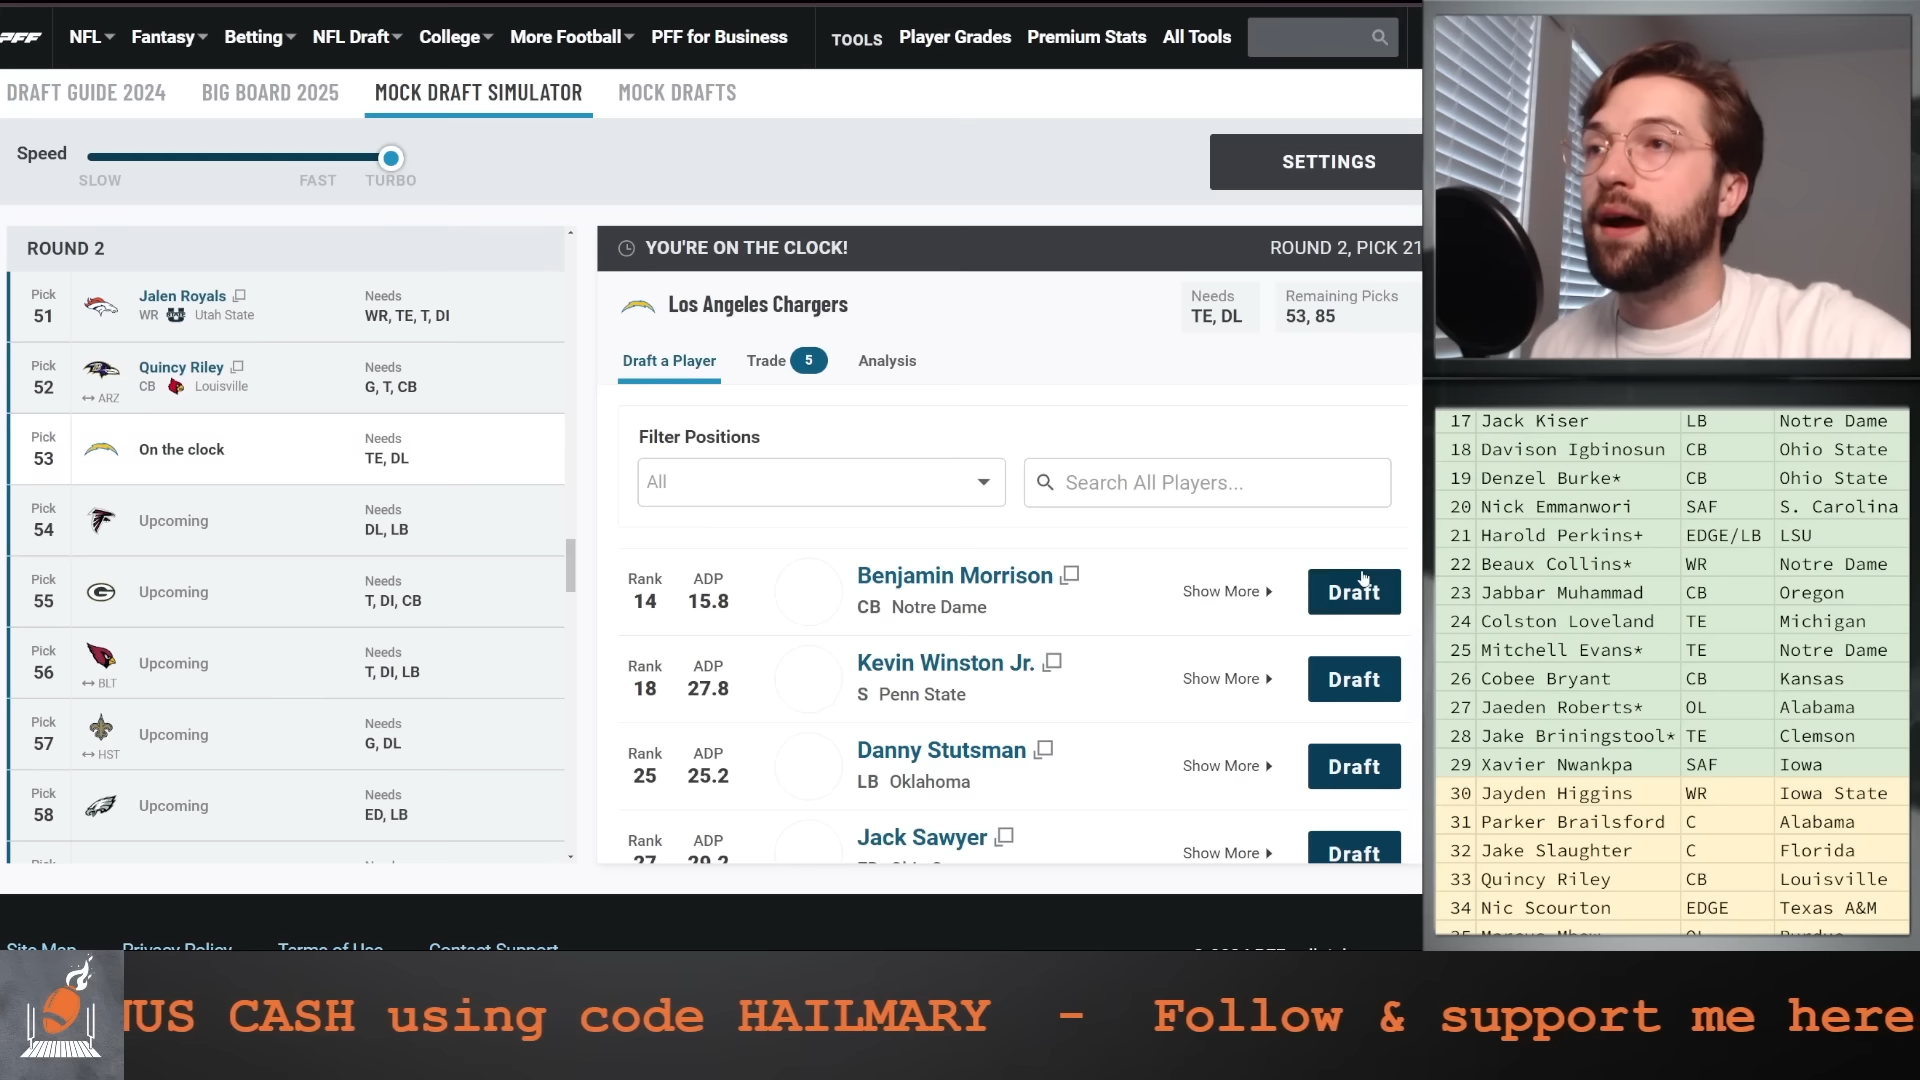 PFF NFL Fantasy Betting NFL Draft College More Football PFF for Business TOOLS Player Grades Premium Stats All Tools
DRAFT GUIDE 2024 BIG BOARD 2025 MOCK DRAFT SIMULATOR MOCK DRAFTS
Speed
SLOW FAST TURBO
SETTINGS
ROUND 2
Pick 51
Jalen Royals
WR Utah State
Needs
WR, TE, T, DI
Pick 52
↔ ARZ
Quincy Riley
CB Louisville
Needs
G, T, CB
Pick 53
On the clock
Needs
TE, DL
Pick 54
Upcoming
Needs
DL, LB
Pick 55
Upcoming
Needs
T, DI, CB
Pick 56
↔ BLT
Upcoming
Needs
T, DI, LB
Pick 57
↔ HST
Upcoming
Needs
G, DL
Pick 58
Upcoming
Needs
ED, LB
YOU'RE ON THE CLOCK! ROUND 2, PICK 21
Los Angeles Chargers
Needs
TE, DL
Remaining Picks
53, 85
Draft a Player Trade 5 Analysis
Filter Positions
All
Search All Players...
Rank 14
ADP 15.8
Benjamin Morrison
CB Notre Dame
Show More
Draft
Rank 18
ADP 27.8
Kevin Winston Jr.
S Penn State
Show More
Draft
Rank 25
ADP 25.2
Danny Stutsman
LB Oklahoma
Show More
Draft
Rank 27
ADP 29.2
Jack Sawyer
Show More
Draft
17 Jack Kiser LB Notre Dame
18 Davison Igbinosun CB Ohio State
19 Denzel Burke* CB Ohio State
20 Nick Emmanwori SAF S. Carolina
21 Harold Perkins+ EDGE/LB LSU
22 Beaux Collins* WR Notre Dame
23 Jabbar Muhammad CB Oregon
24 Colston Loveland TE Michigan
25 Mitchell Evans* TE Notre Dame
26 Cobee Bryant CB Kansas
27 Jaeden Roberts* OL Alabama
28 Jake Briningstool* TE Clemson
29 Xavier Nwankpa SAF Iowa
30 Jayden Higgins WR Iowa State
31 Parker Brailsford C Alabama
32 Jake Slaughter C Florida
33 Quincy Riley CB Louisville
34 Nic Scourton EDGE Texas A&M
Site Map Privacy Policy Terms of Use Contact Support
NUS CASH using code HAILMARY - Follow & support me here